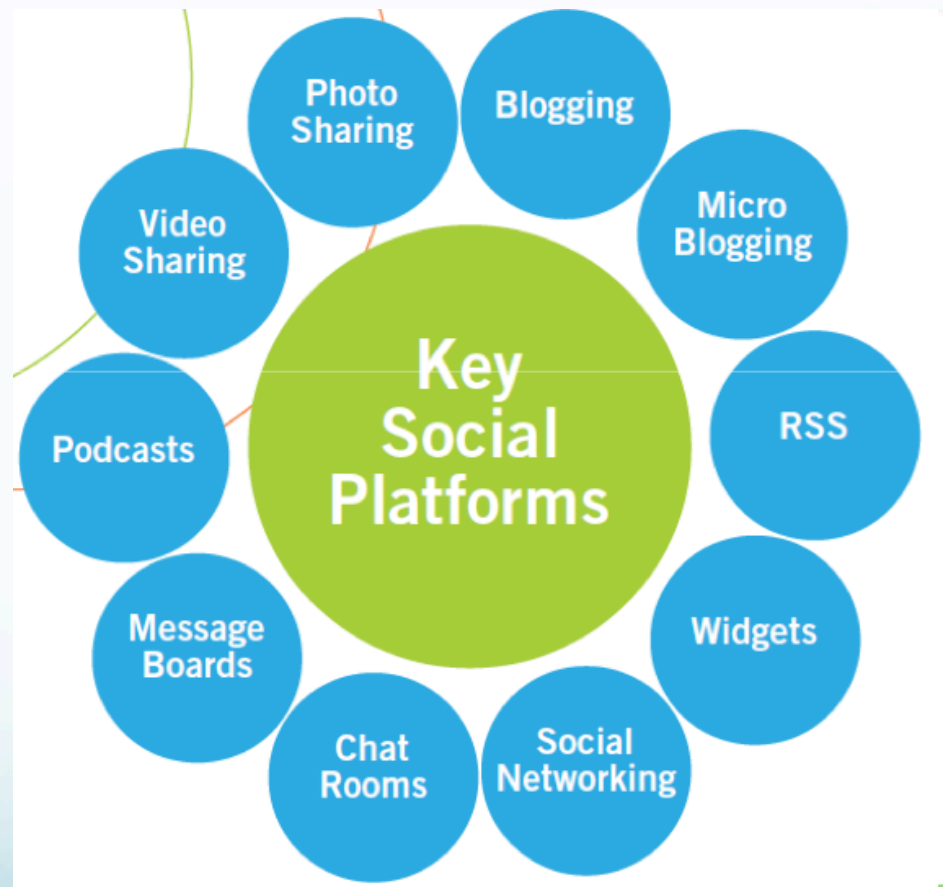 Photo
Sharing
Blogging
Micro
Blogging
RSS
Widgets
Social
Networking
Chat
Rooms
Message
Boards
Podcasts
Video
Sharing
Key
Social
Platforms